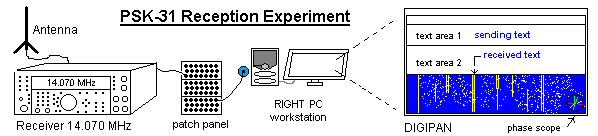 PSK-31 Reception Experiment
Antenna
14.070 MHz
Receiver 14.070 MHz
patch panel
RIGHT PC
workstation
text area 1
sending text
text area 2
received text
DIGIPAN
phase scope